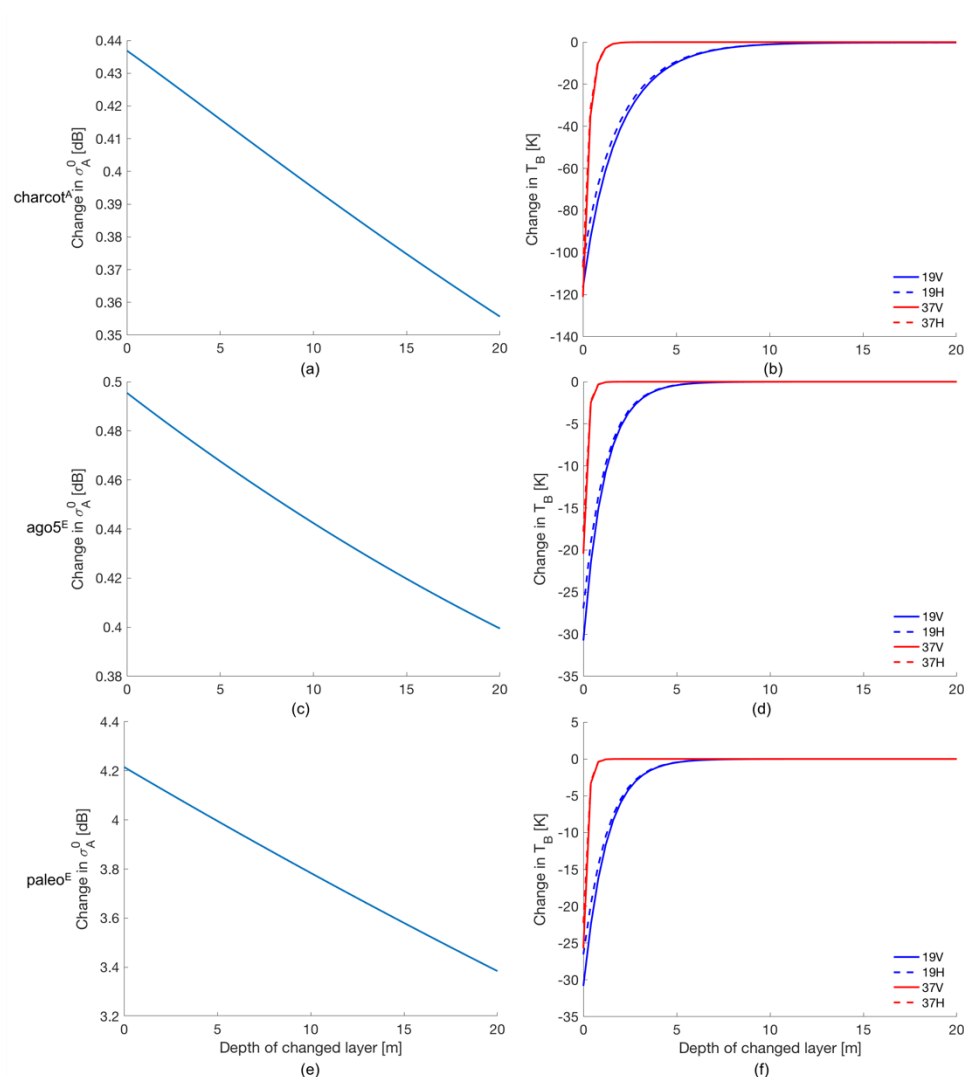 0.44
0.43
0.42
0.41
0.4
0.39
0.38
0.37
0.36
0.35
charcot^A
Change in σ_A^0 [dB]
0 5 10 15 20
(a)
0
-20
-40
-60
-80
-100
-120
-140
Change in T_B [K]
19V
19H
37V
37H
0 5 10 15 20
(b)
0.5
0.48
0.46
0.44
0.42
0.4
0.38
ago5^E
Change in σ_A^0 [dB]
0 5 10 15 20
(c)
0
-5
-10
-15
-20
-25
-30
-35
Change in T_B [K]
19V
19H
37V
37H
0 5 10 15 20
(d)
4.4
4.2
4
3.8
3.6
3.4
3.2
paleo^E
Change in σ_A^0 [dB]
0 5 10 15 20
Depth of changed layer [m]
(e)
5
0
-5
-10
-15
-20
-25
-30
-35
Change in T_B [K]
19V
19H
37V
37H
0 5 10 15 20
Depth of changed layer [m]
(f)